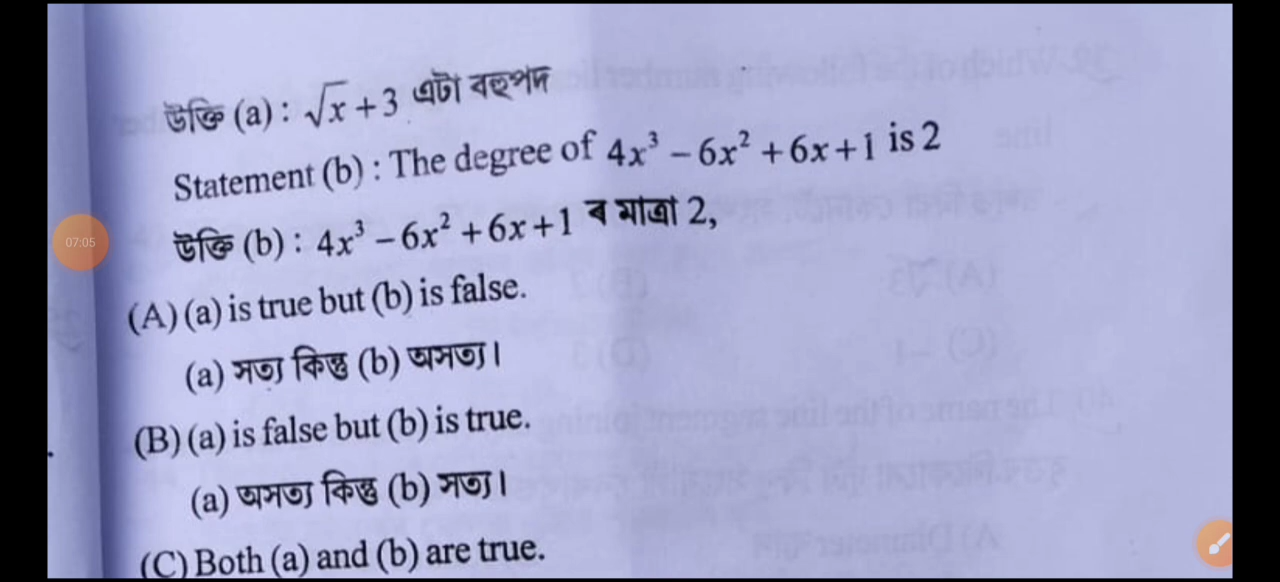 উক্তি (a) : √x + 3 এটা বহুপদ
Statement (b) : The degree of 4x³ – 6x² + 6x + 1 is 2
উক্তি (b) : 4x³ – 6x² + 6x + 1 ৰ মাত্ৰা 2,
07:05
(A) (a) is true but (b) is false.
(a) সত্য কিন্তু (b) অসত্য।
(B) (a) is false but (b) is true.
(a) অসত্য কিন্তু (b) সত্য।
(C) Both (a) and (b) are true.